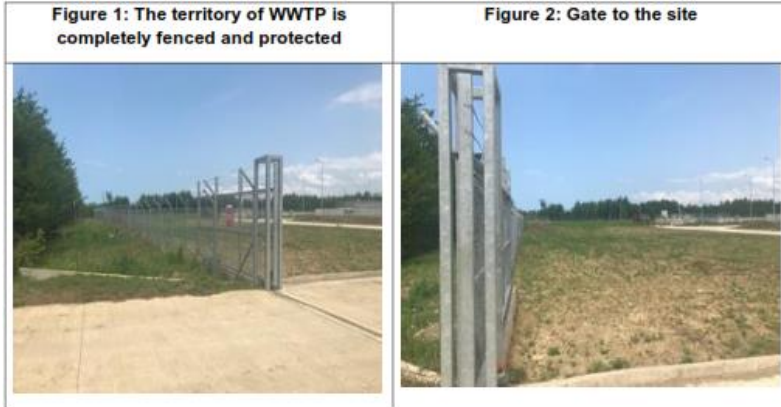 Figure 1: The territory of WWTP is
completely fenced and protected
Figure 2: Gate to the site